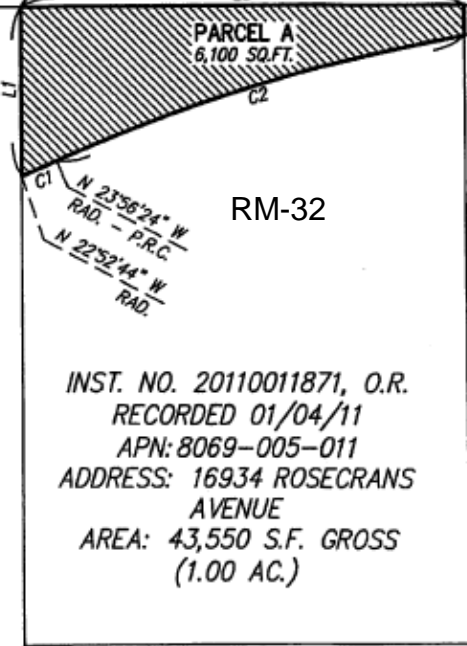 PARCEL A
6,100 SQ.FT.
L1
C2
C1
N 23°56'24" W
RAD. - P.R.C.
N 22°52'44" W
RAD.
RM-32
INST. NO. 20110011871, O.R.
RECORDED 01/04/11
APN: 8069-005-011
ADDRESS: 16934 ROSECRANS
AVENUE
AREA: 43,550 S.F. GROSS
(1.00 AC.)